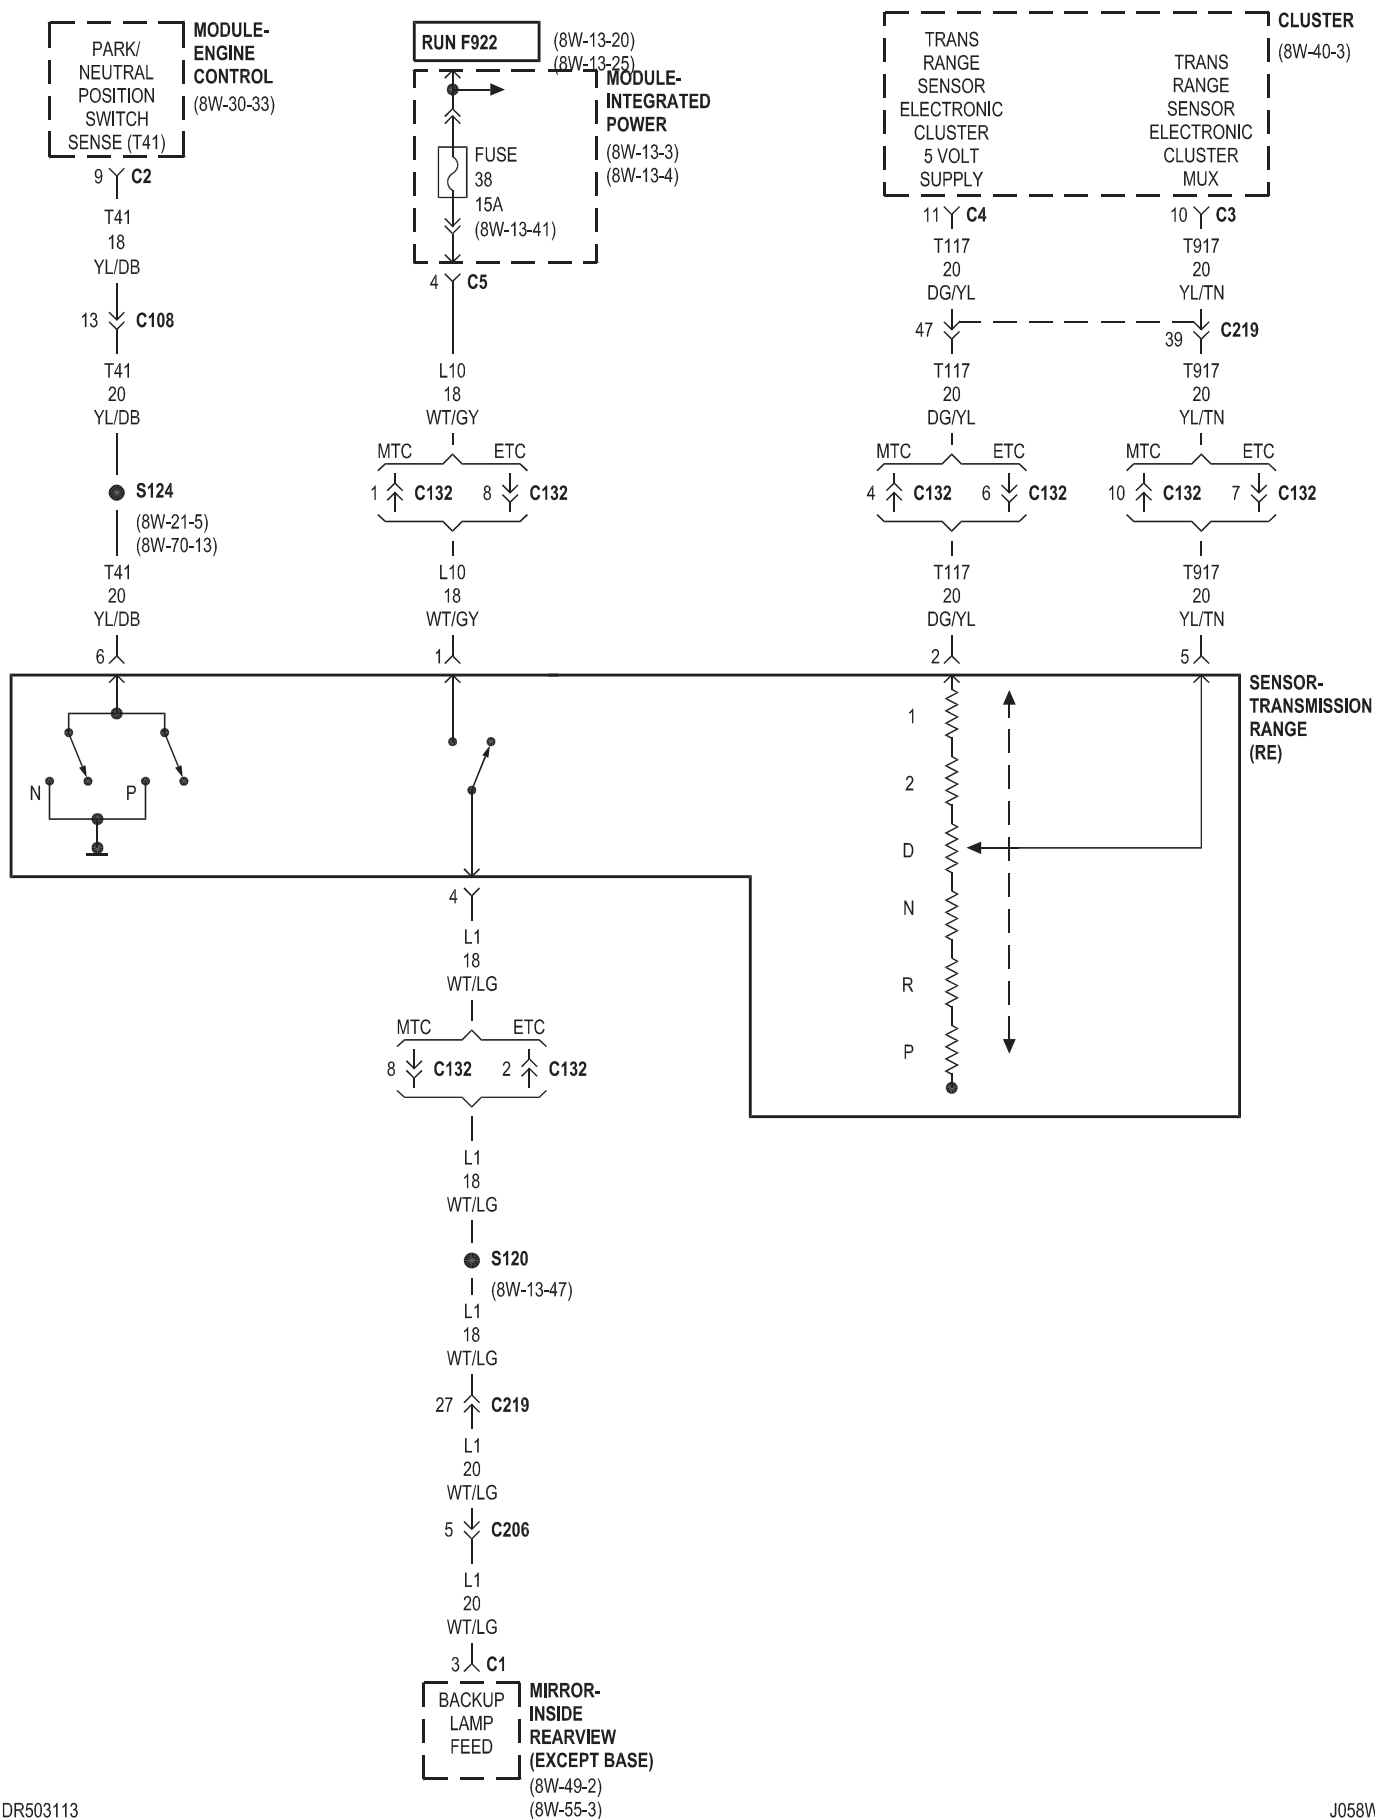 MODULE-
ENGINE
CONTROL
(8W-30-33)
PARK/
NEUTRAL
POSITION
SWITCH
SENSE (T41)
9 C2
T41
18
YL/DB
13 C108
T41
20
YL/DB
S124
(8W-21-5)
(8W-70-13)
T41
20
YL/DB
6
RUN F922
(8W-13-20)
(8W-13-25)
MODULE-
INTEGRATED
POWER
(8W-13-3)
(8W-13-4)
FUSE
38
15A
(8W-13-41)
4 C5
L10
18
WT/GY
MTC ETC
1 C132 8 C132
L10
18
WT/GY
1
CLUSTER
(8W-40-3)
TRANS
RANGE
SENSOR
ELECTRONIC
CLUSTER
5 VOLT
SUPPLY
TRANS
RANGE
SENSOR
ELECTRONIC
CLUSTER
MUX
11 C4
T117
20
DG/YL
10 C3
T917
20
YL/TN
47
39 C219
T117
20
DG/YL
MTC ETC
4 C132 6 C132
T117
20
DG/YL
2
T917
20
YL/TN
MTC ETC
10 C132 7 C132
T917
20
YL/TN
5
SENSOR-
TRANSMISSION
RANGE
(RE)
N P
1
2
D
N
R
P
4
L1
18
WT/LG
MTC ETC
8 C132 2 C132
L1
18
WT/LG
S120
(8W-13-47)
L1
18
WT/LG
27 C219
L1
20
WT/LG
5 C206
L1
20
WT/LG
3 C1
BACKUP
LAMP
FEED
MIRROR-
INSIDE
REARVIEW
(EXCEPT BASE)
(8W-49-2)
(8W-55-3)
DR503113
J058W